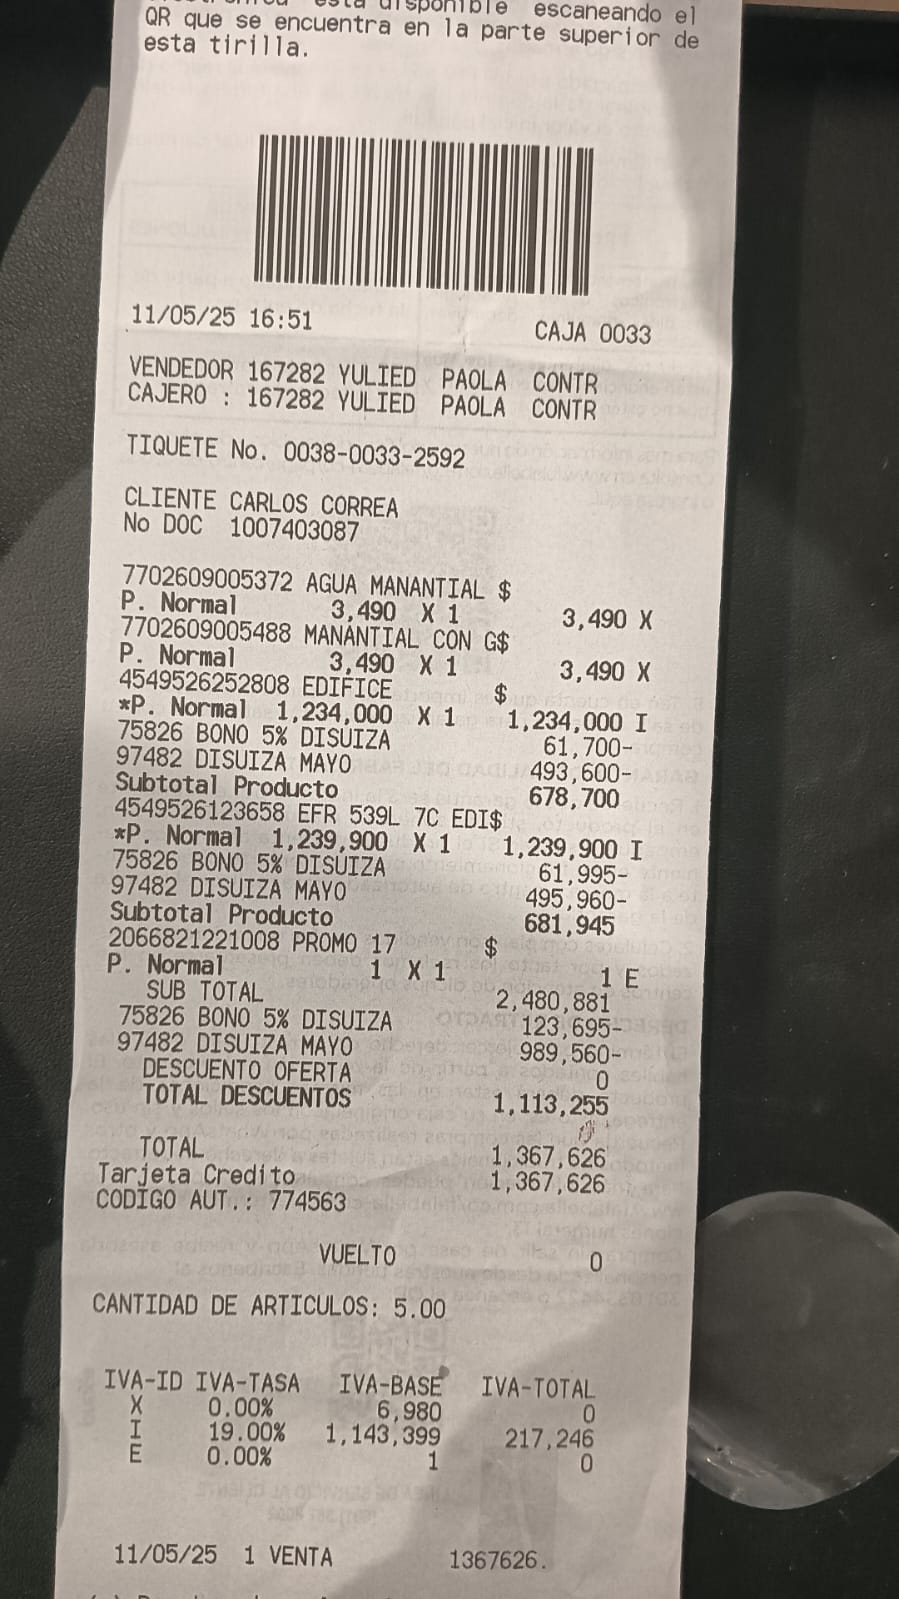 está disponible escaneando el
QR que se encuentra en la parte superior de
esta tirilla.
11/05/25 16:51 CAJA 0033
VENDEDOR 167282 YULIED PAOLA CONTR
CAJERO : 167282 YULIED PAOLA CONTR
TIQUETE No. 0038-0033-2592
CLIENTE CARLOS CORREA
No DOC 1007403087
7702609005372 AGUA MANANTIAL $
P. Normal 3,490 X 1 3,490 X
7702609005488 MANANTIAL CON G$
P. Normal 3,490 X 1 3,490 X
4549526252808 EDIFICE $
*P. Normal 1,234,000 X 1 1,234,000 I
75826 BONO 5% DISUIZA 61,700-
97482 DISUIZA MAYO 493,600-
Subtotal Producto 678,700
4549526123658 EFR 539L 7C EDI$
*P. Normal 1,239,900 X 1 1,239,900 I
75826 BONO 5% DISUIZA 61,995-
97482 DISUIZA MAYO 495,960-
Subtotal Producto 681,945
2066821221008 PROMO 17 $
P. Normal 1 X 1 1 E
SUB TOTAL 2,480,881
75826 BONO 5% DISUIZA 123,695-
97482 DISUIZA MAYO 989,560-
DESCUENTO OFERTA 0
TOTAL DESCUENTOS 1,113,255
TOTAL 1,367,626
Tarjeta Credito 1,367,626
CODIGO AUT.: 774563
VUELTO 0
CANTIDAD DE ARTICULOS: 5.00
IVA-ID IVA-TASA IVA-BASE IVA-TOTAL
X 0.00% 6,980 0
I 19.00% 1,143,399 217,246
E 0.00% 1 0
11/05/25 1 VENTA 1367626.